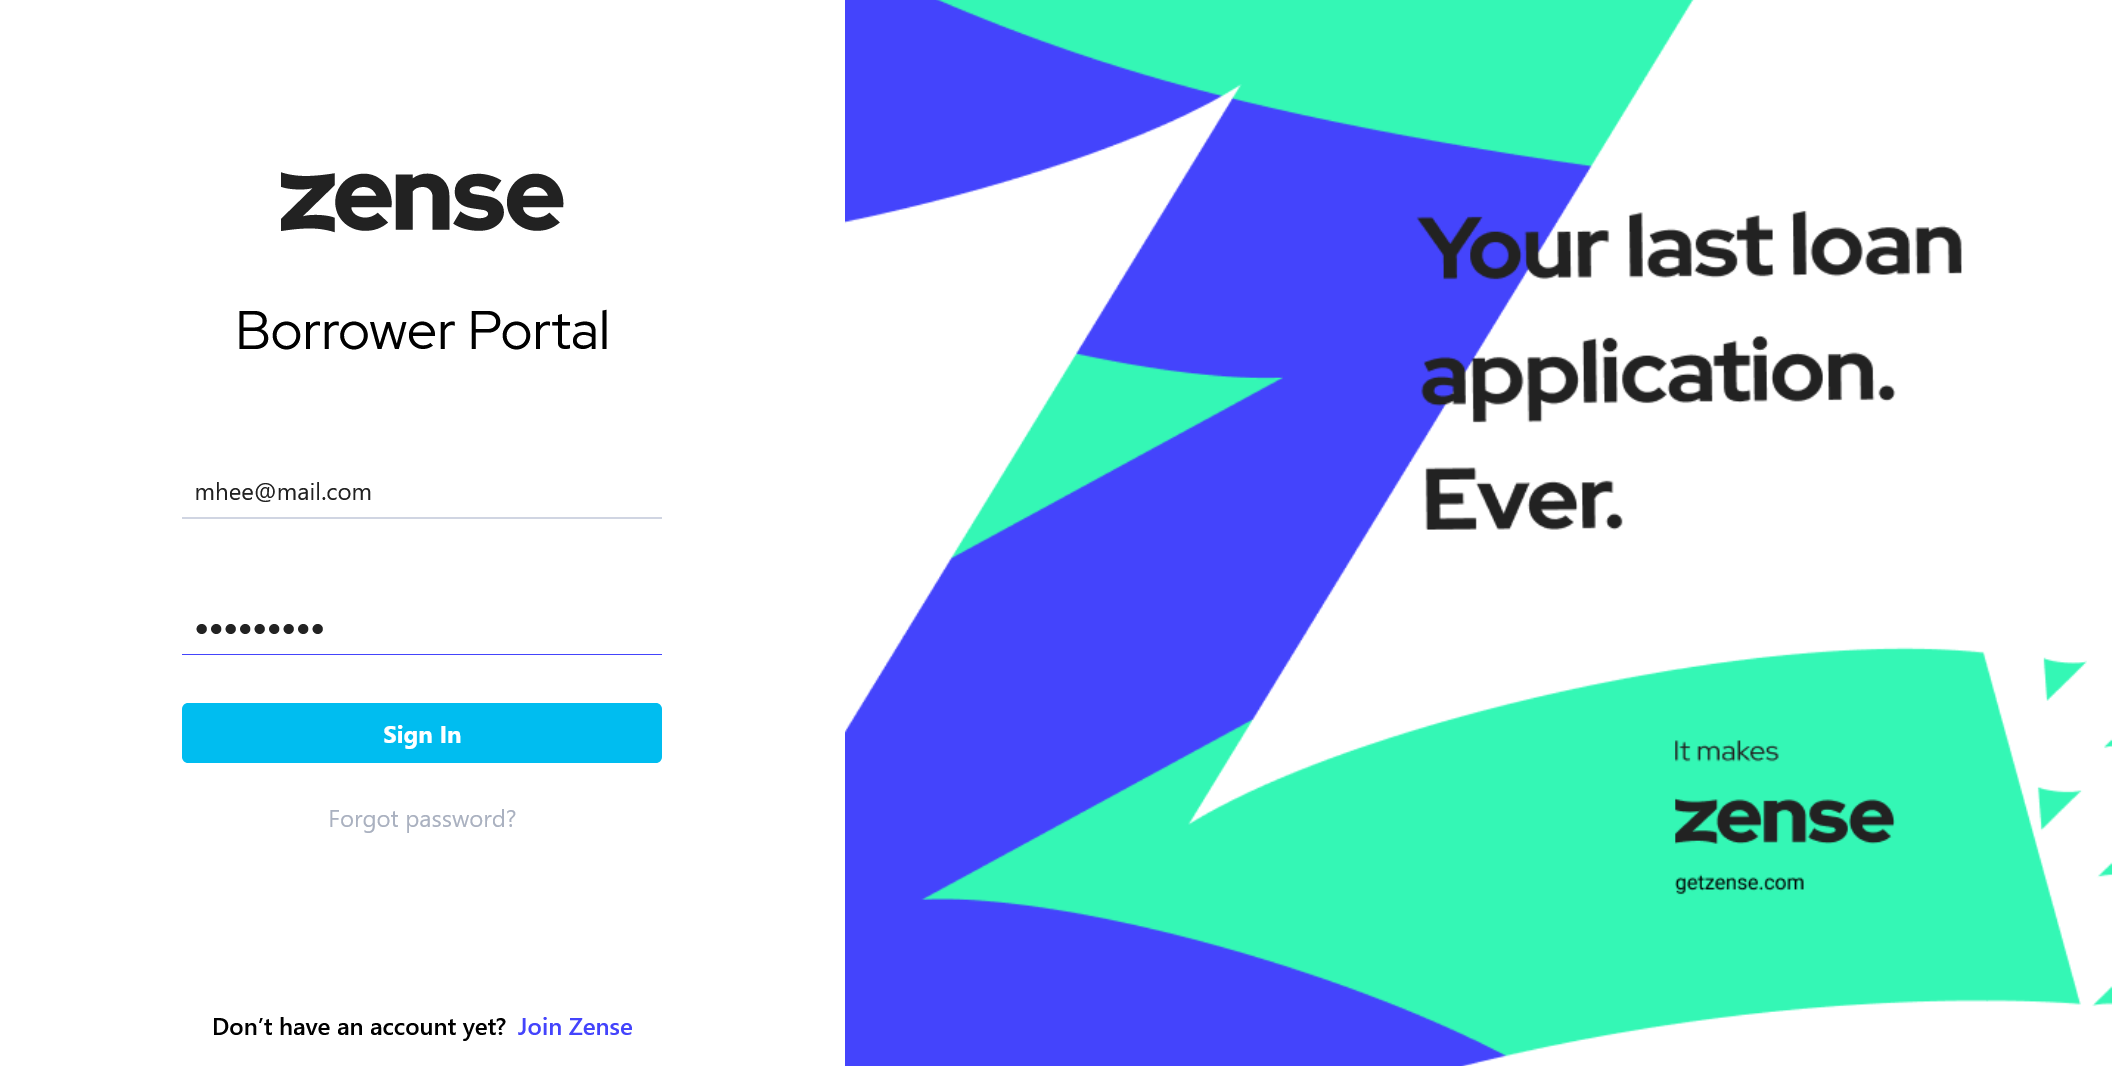 zense
Borrower Portal
mhee@mail.com
•••••••••
Sign In
Forgot password?
Don’t have an account yet? Join Zense
Your last loan
application.
Ever.
It makes
zense
getzense.com